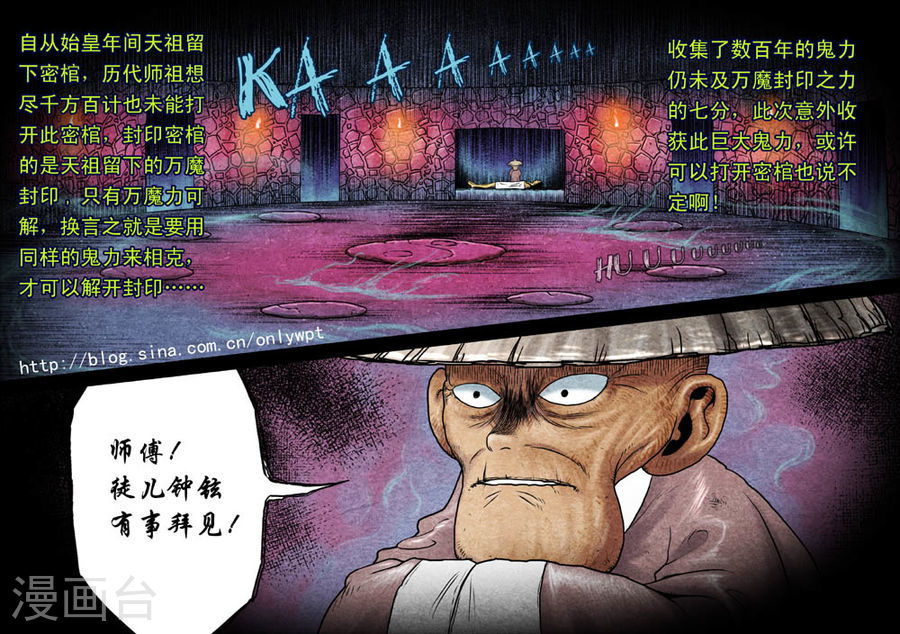 自从始皇年间天祖留
下密棺，历代师祖想
尽千方百计也未能打
开此密棺，封印密棺
的是天祖留下的万魔
封印，只有万魔力可
解，换言之就是要用
同样的鬼力来相克，
才可以解开封印……
KA A A A A A A A A
收集了数百年的鬼力
仍未及万魔封印之力
的七分，此次意外收
获此巨大鬼力，或许
可以打开密棺也说不
定啊！
HUUUUUUUUUU
http://blog.sina.com.cn/onlywpt
师傅！
徒儿钟铉
有事拜见！
漫画台